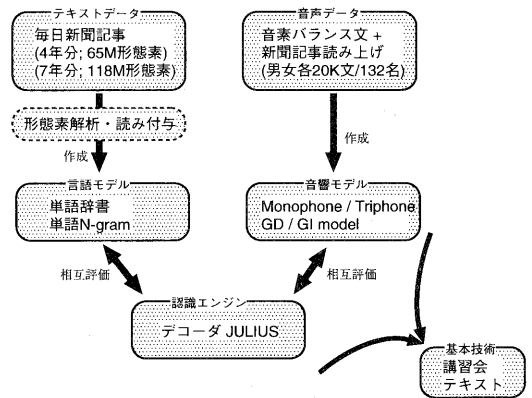 テキストデータ
毎日新聞記事
(4年分; 65M形態素)
(7年分; 118M形態素)
形態素解析・読み付与
作成
言語モデル
単語辞書
単語N-gram
相互評価
音声データ
音素バランス文 +
新聞記事読み上げ
(男女各20K文/132名)
作成
音響モデル
Monophone / Triphone
GD / GI model
相互評価
認識エンジン
デコーダ JULIUS
基本技術
講習会
テキスト